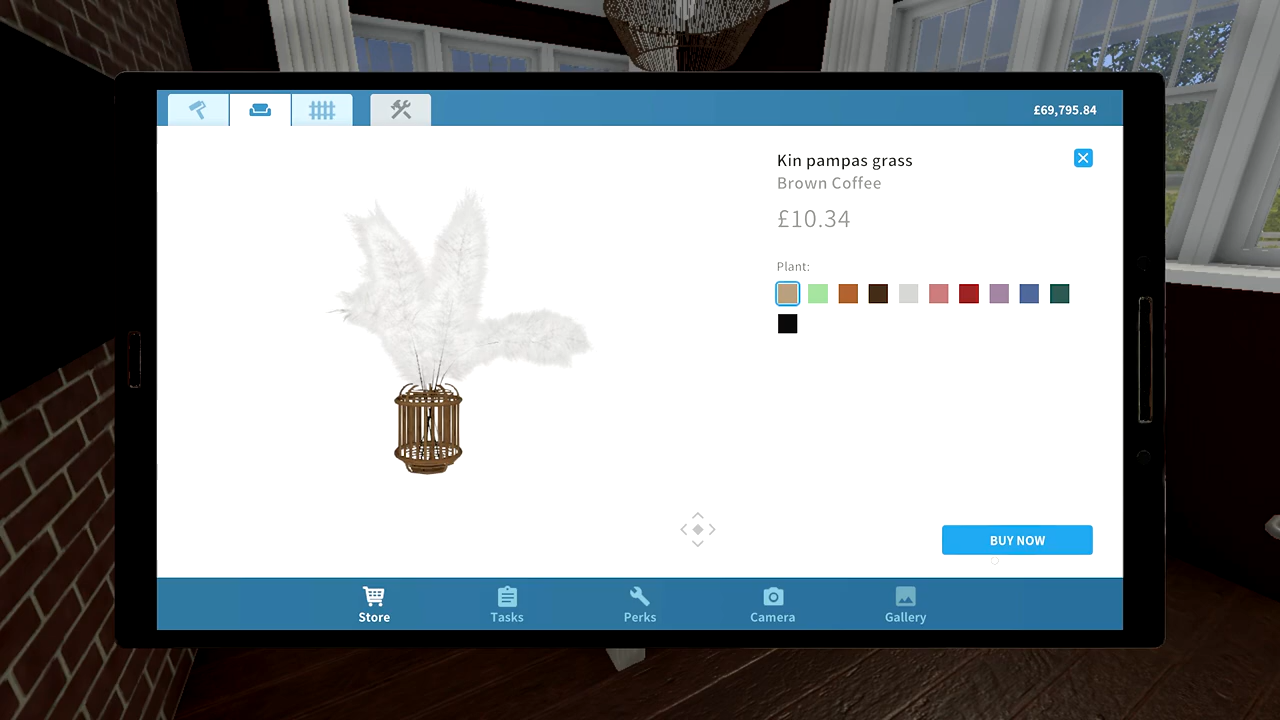 £69,795.84
Kin pampas grass
Brown Coffee
£10.34
Plant:
BUY NOW
Store
Tasks
Perks
Camera
Gallery